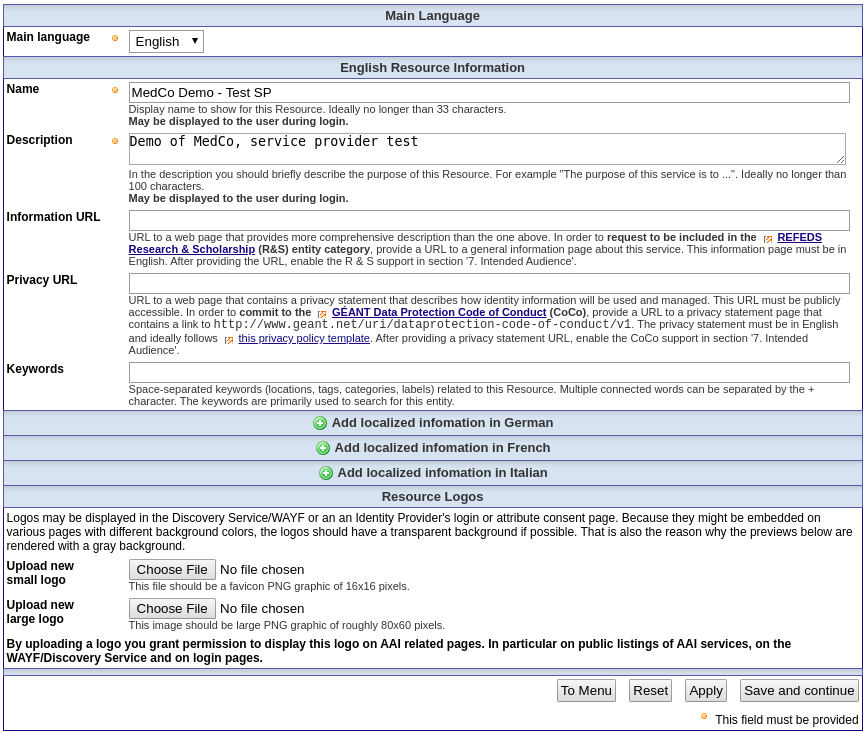 Main Language
Main language English
English Resource Information
Name MedCo Demo - Test SP
Display name to show for this Resource. Ideally no longer than 33 characters.
May be displayed to the user during login.
Description Demo of MedCo, service provider test
In the description you should briefly describe the purpose of this Resource. For example "The purpose of this service is to ...". Ideally no longer than
100 characters.
May be displayed to the user during login.
Information URL
URL to a web page that provides more comprehensive description than the one above. In order to request to be included in the REFEDS
Research & Scholarship (R&S) entity category, provide a URL to a general information page about this service. This information page must be in
English. After providing the URL, enable the R & S support in section '7. Intended Audience'.
Privacy URL
URL to a web page that contains a privacy statement that describes how identity information will be used and managed. This URL must be publicly
accessible. In order to commit to the GÉANT Data Protection Code of Conduct (CoCo), provide a URL to a privacy statement page that
contains a link to http://www.geant.net/uri/dataprotection-code-of-conduct/v1. The privacy statement must be in English
and ideally follows this privacy policy template. After providing a privacy statement URL, enable the CoCo support in section '7. Intended
Audience'.
Keywords
Space-separated keywords (locations, tags, categories, labels) related to this Resource. Multiple connected words can be separated by the +
character. The keywords are primarily used to search for this entity.
Add localized infomation in German
Add localized infomation in French
Add localized infomation in Italian
Resource Logos
Logos may be displayed in the Discovery Service/WAYF or an an Identity Provider's login or attribute consent page. Because they might be embedded on
various pages with different background colors, the logos should have a transparent background if possible. That is also the reason why the previews below are
rendered with a gray background.
Upload new
small logo
Choose File No file chosen
This file should be a favicon PNG graphic of 16x16 pixels.
Upload new
large logo
Choose File No file chosen
This image should be large PNG graphic of roughly 80x60 pixels.
By uploading a logo you grant permission to display this logo on AAI related pages. In particular on public listings of AAI services, on the
WAYF/Discovery Service and on login pages.
To Menu Reset Apply Save and continue
This field must be provided